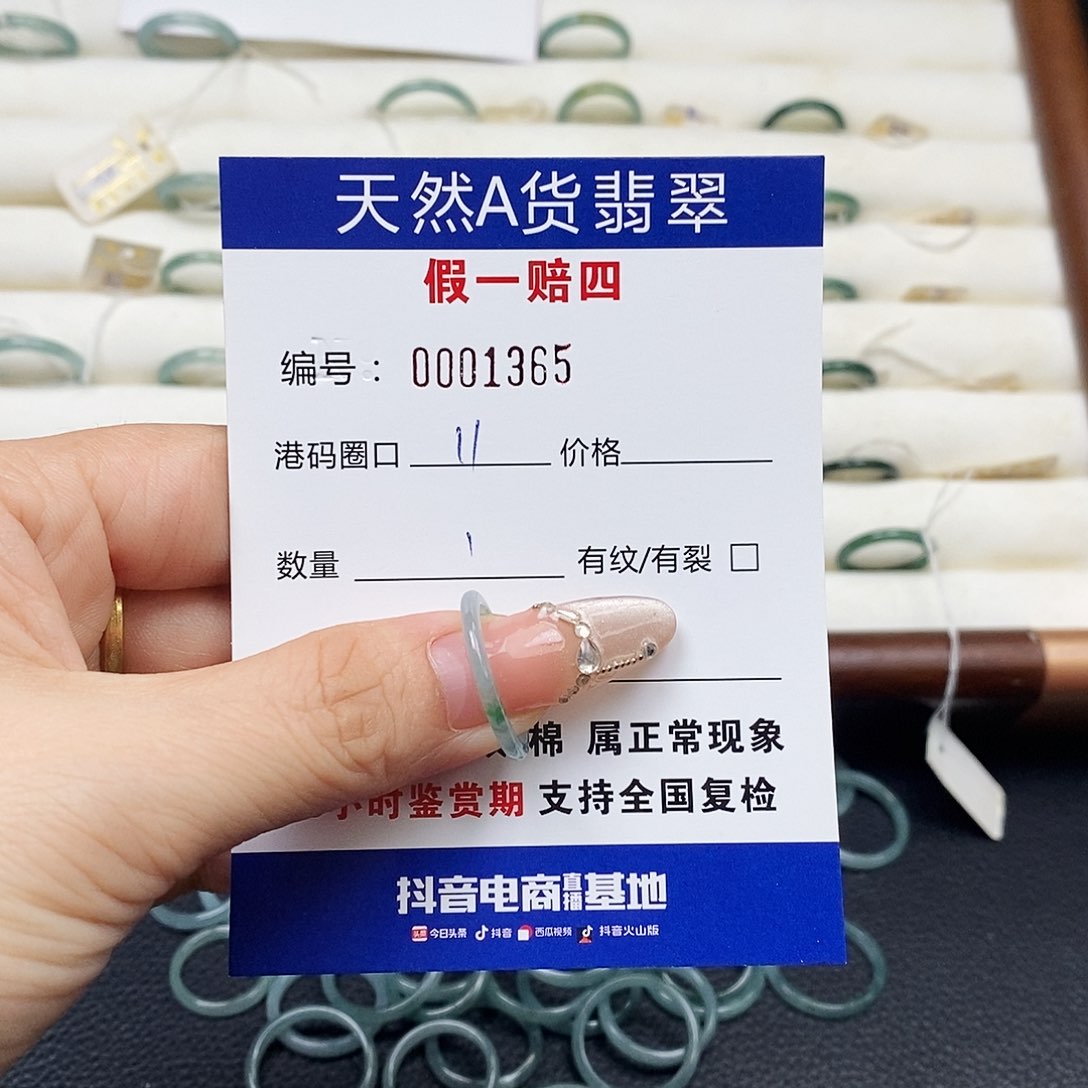 天然A货翡翠
假一赔四
编号： 0001365
港码圈口 11 价格
数量 1 有纹/有裂 □
棉 属正常现象
小时鉴赏期 支持全国复检
抖音电商直播基地
头条 今日头条 抖音 西瓜视频 抖音火山版